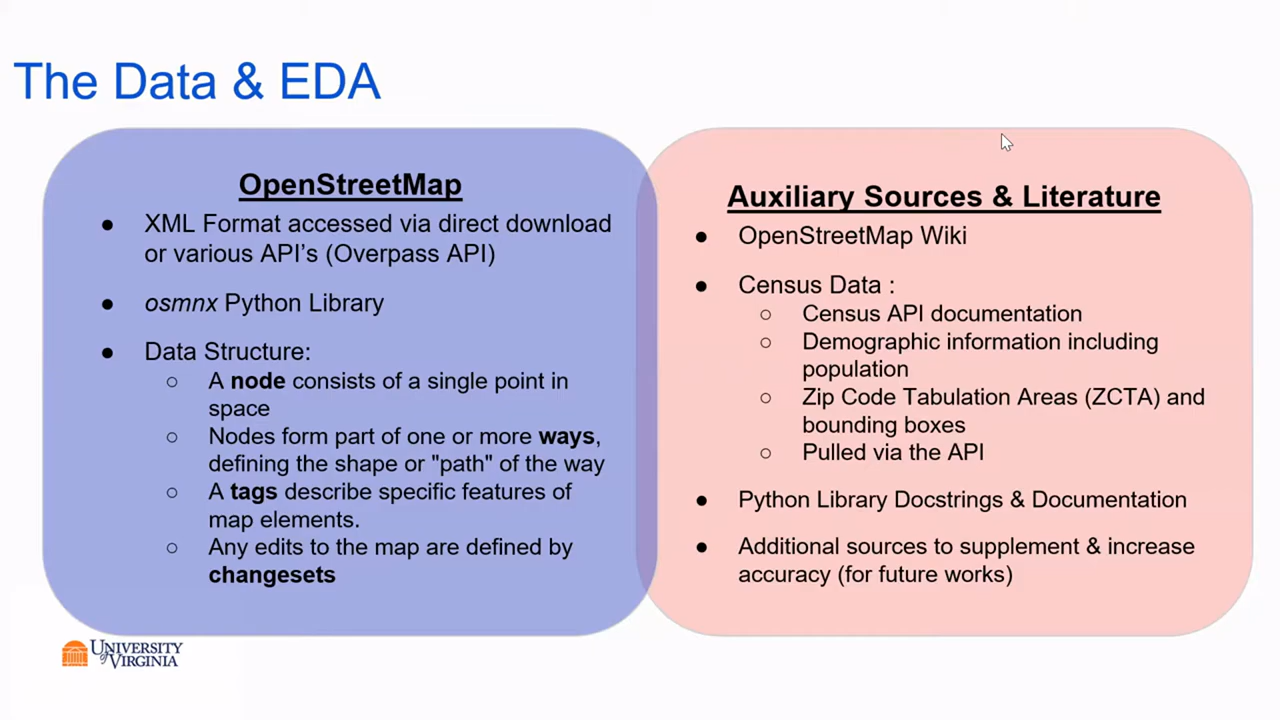 The Data & EDA
OpenStreetMap
● XML Format accessed via direct download
or various API's (Overpass API)
● osmnx Python Library
● Data Structure:
○ A node consists of a single point in
space
○ Nodes form part of one or more ways,
defining the shape or "path" of the way
○ A tags describe specific features of
map elements.
○ Any edits to the map are defined by
changesets
Auxiliary Sources & Literature
● OpenStreetMap Wiki
● Census Data :
○ Census API documentation
○ Demographic information including
population
○ Zip Code Tabulation Areas (ZCTA) and
bounding boxes
○ Pulled via the API
● Python Library Docstrings & Documentation
● Additional sources to supplement & increase
accuracy (for future works)
UNIVERSITY
of VIRGINIA